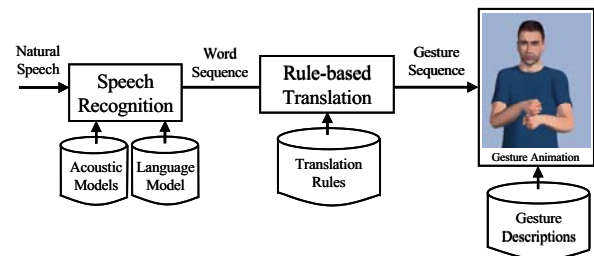 Natural
Speech
Speech
Recognition
Word
Sequence
Rule-based
Translation
Gesture
Sequence
Gesture Animation
Acoustic
Models
Language
Model
Translation
Rules
Gesture
Descriptions